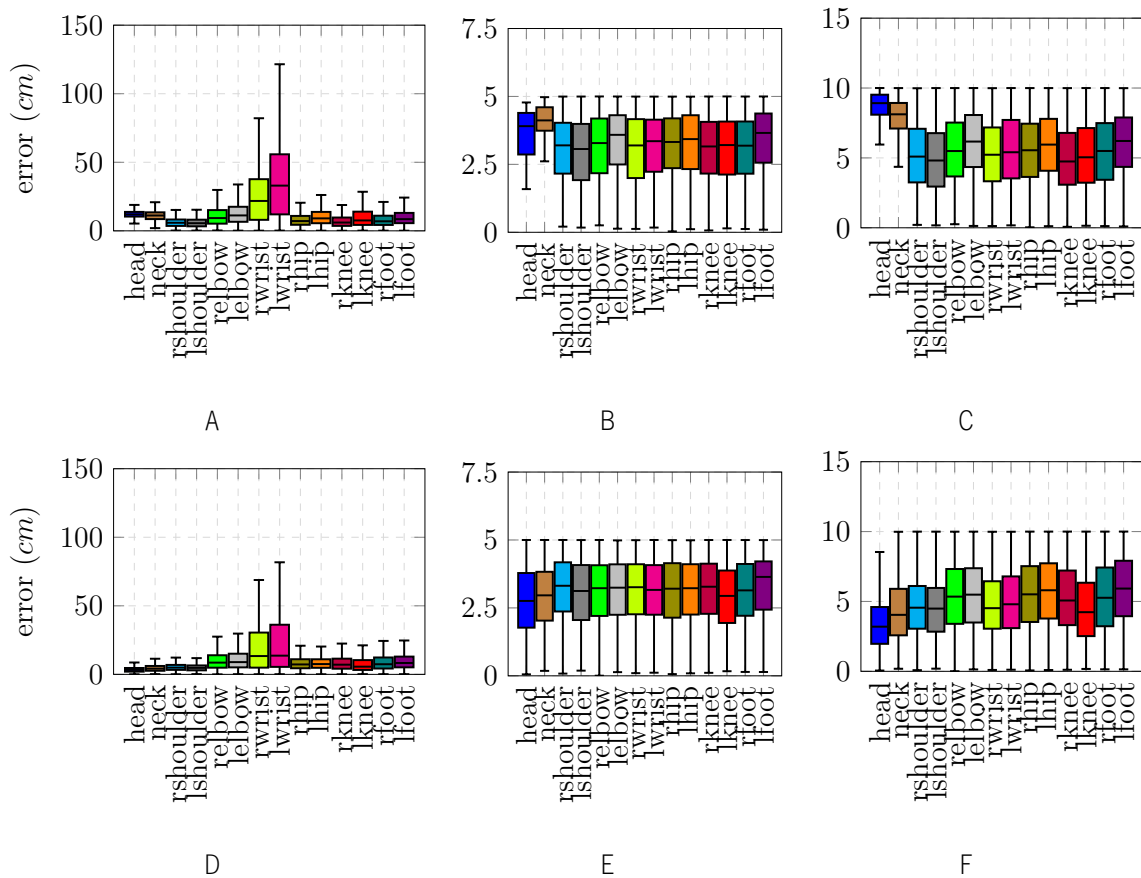 error (cm)
150
100
50
0
head
neck
rshoulder
lshoulder
relbow
lelbow
rwrist
lwrist
rhip
lhip
rknee
lknee
rfoot
lfoot
A
7.5
5
2.5
0
head
neck
rshoulder
lshoulder
relbow
lelbow
rwrist
lwrist
rhip
lhip
rknee
lknee
rfoot
lfoot
B
15
10
5
0
head
neck
rshoulder
lshoulder
relbow
lelbow
rwrist
lwrist
rhip
lhip
rknee
lknee
rfoot
lfoot
C
error (cm)
150
100
50
0
head
neck
rshoulder
lshoulder
relbow
lelbow
rwrist
lwrist
rhip
lhip
rknee
lknee
rfoot
lfoot
D
7.5
5
2.5
0
head
neck
rshoulder
lshoulder
relbow
lelbow
rwrist
lwrist
rhip
lhip
rknee
lknee
rfoot
lfoot
E
15
10
5
0
head
neck
rshoulder
lshoulder
relbow
lelbow
rwrist
lwrist
rhip
lhip
rknee
lknee
rfoot
lfoot
F